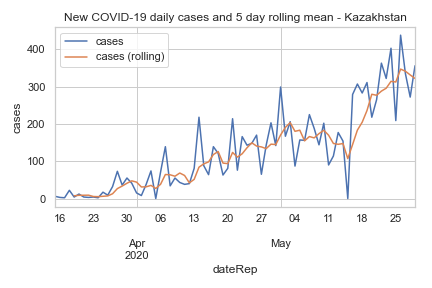 New COVID-19 daily cases and 5 day rolling mean - Kazakhstan
cases
cases (rolling)
400
300
200
100
0
cases
16 23 30 06 13 20 27 04 11 18 25
Apr May
2020
dateRep